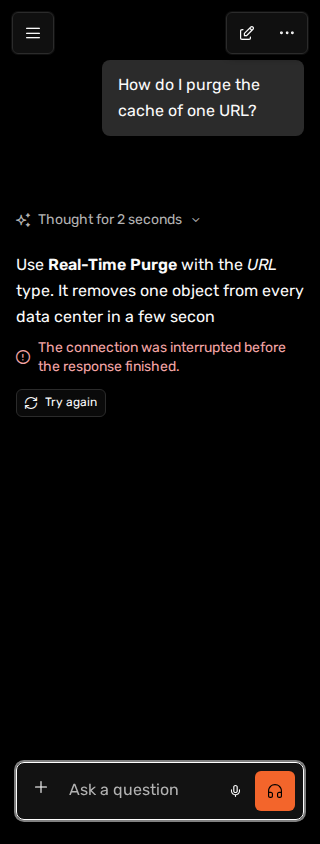 How do I purge the
cache of one URL?
Thought for 2 seconds
Use Real-Time Purge with the URL
type. It removes one object from every
data center in a few secon
The connection was interrupted before
the response finished.
Try again
Ask a question